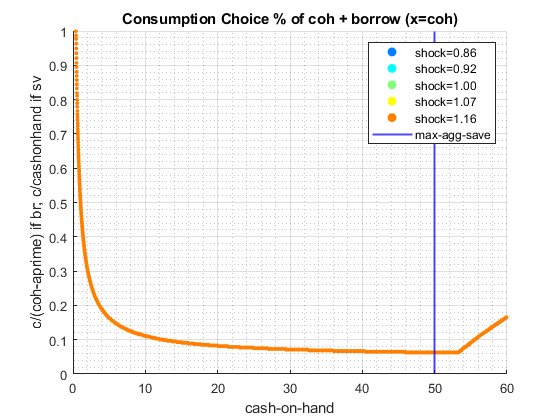 Consumption Choice % of coh + borrow (x=coh)
c/(coh-aprime) if br, c/cashonhand if sv
1
0.9
0.8
0.7
0.6
0.5
0.4
0.3
0.2
0.1
0
shock=0.86
shock=0.92
shock=1.00
shock=1.07
shock=1.16
max-agg-save
0 10 20 30 40 50 60
cash-on-hand